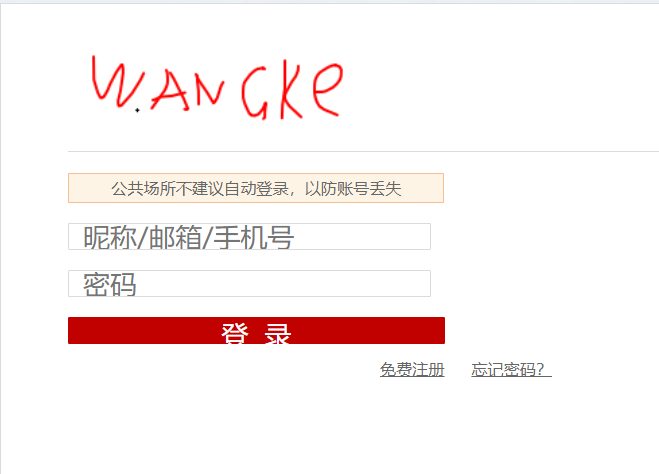 WANGKE
公共场所不建议自动登录，以防账号丢失
昵称/邮箱/手机号
密码
登 录
免费注册 忘记密码？